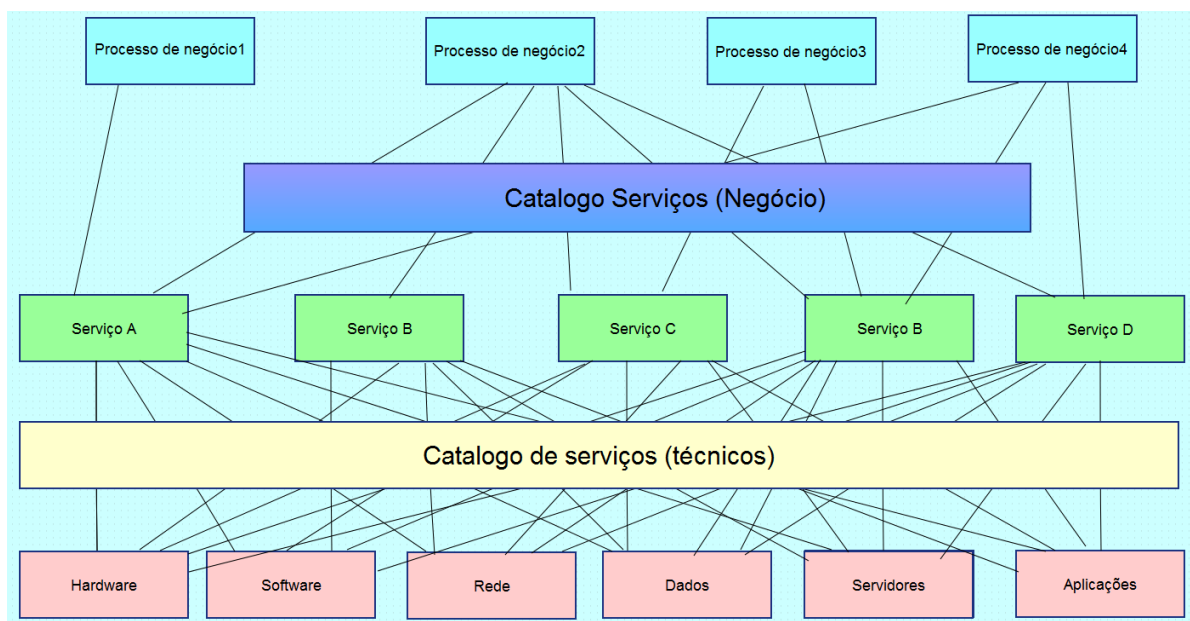 Processo de negócio1
Processo de negócio2
Processo de negócio3
Processo de negócio4
Catalogo Serviços (Negócio)
Serviço A
Serviço B
Serviço C
Serviço B
Serviço D
Catalogo de serviços (técnicos)
Hardware
Software
Rede
Dados
Servidores
Aplicações